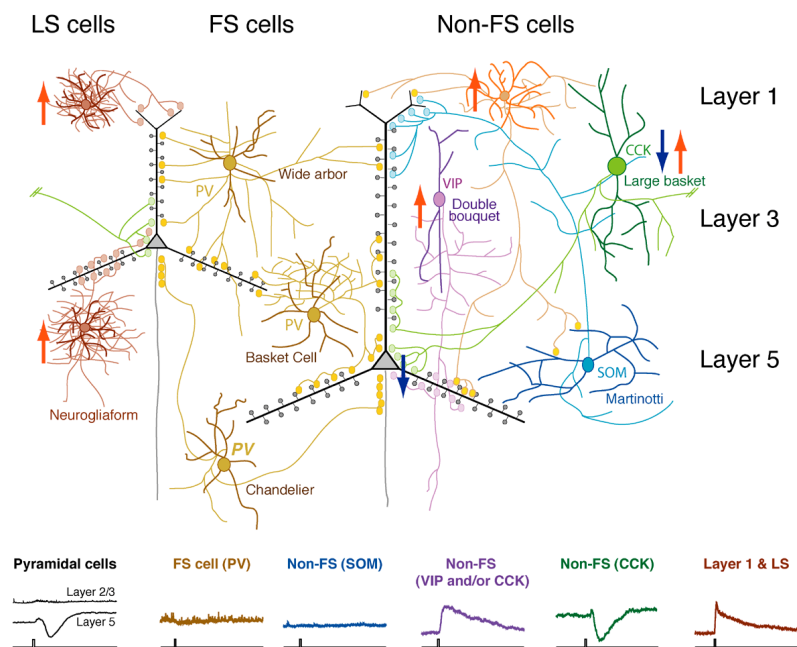 LS cells
FS cells
Non-FS cells
Layer 1
CCK
Wide arbor
PV
VIP
Large basket
Double
bouquet
Layer 3
PV
Basket Cell
Layer 5
SOM
Neurogliaform
Martinotti
PV
Chandelier
Pyramidal cells
FS cell (PV)
Non-FS (SOM)
Non-FS
(VIP and/or CCK)
Non-FS (CCK)
Layer 1 & LS
Layer 2/3
Layer 5